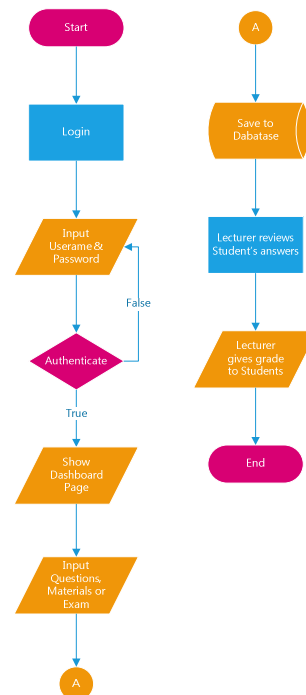 Start
Login
Input
Userame&
Password
False
Authenticate
True
Show
Dashboard
Page
Input
Questions,
Materials or
Exam
A
A
Save to
Dabatase
Lecturer reviews
Student's answers
Lecturer
gives grade
to Students
End